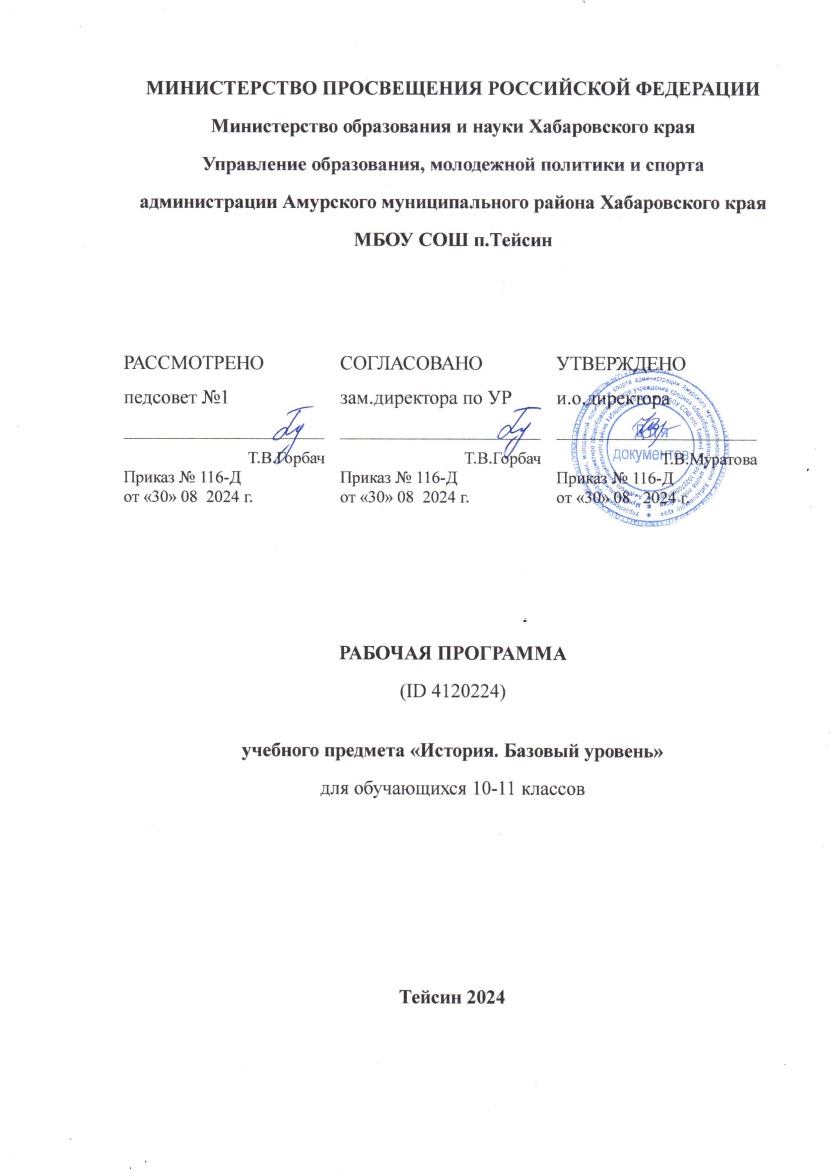 МИНИСТЕРСТВО ПРОСВЕЩЕНИЯ РОССИЙСКОЙ ФЕДЕРАЦИИ
Министерство образования и науки Хабаровского края
Управление образования, молодежной политики и спорта
администрации Амурского муниципального района Хабаровского края
МБОУ СОШ п.Тейсин
РАССМОТРЕНО
педсовет №1
Т.В.Горбач
Приказ № 116-Д
от «30» 08 2024 г.
СОГЛАСОВАНО
зам.директора по УР
Т.В.Горбач
Приказ № 116-Д
от «30» 08 2024 г.
УТВЕРЖДЕНО
и.о.директора
Т.В.Муратова
Приказ № 116-Д
от «30» 08 2024 г.
Для
документов
РАБОЧАЯ ПРОГРАММА
(ID 4120224)
учебного предмета «История. Базовый уровень»
для обучающихся 10-11 классов
Тейсин 2024